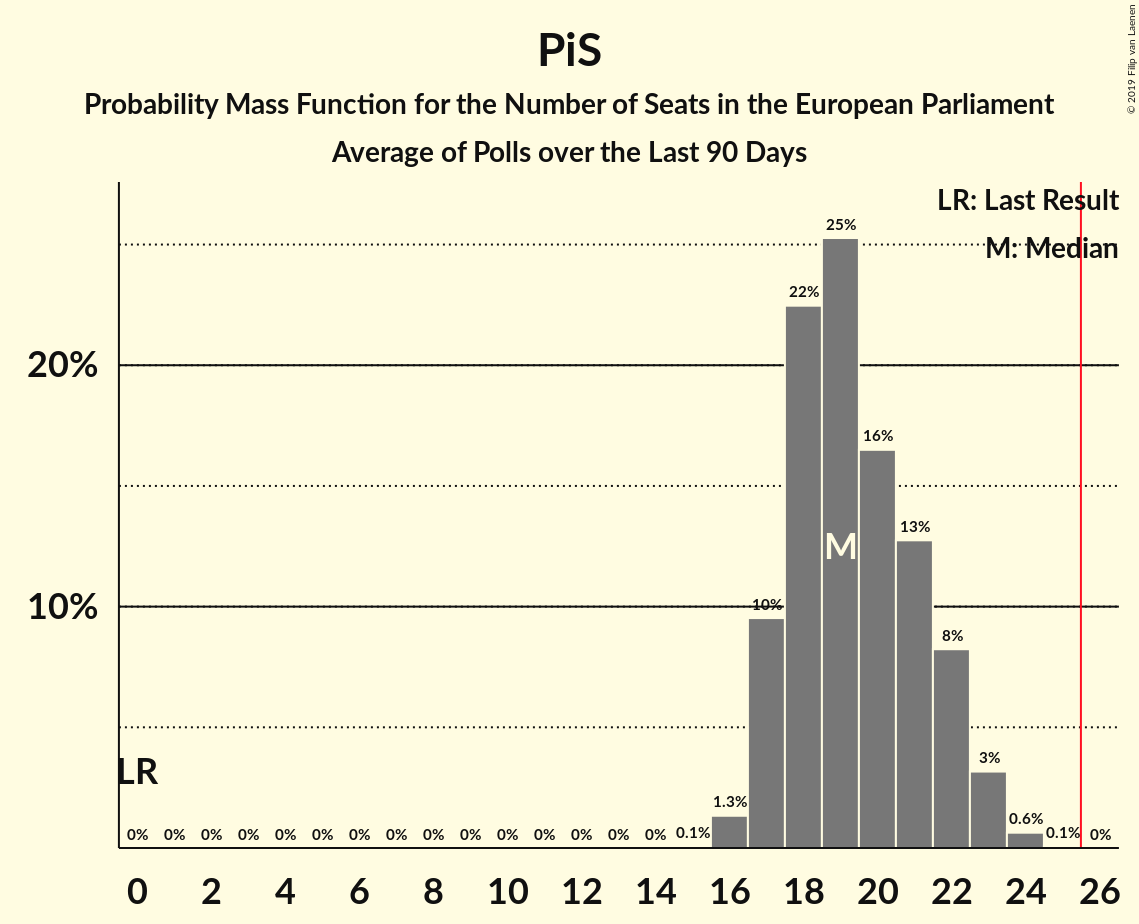 PiS
Probability Mass Function for the Number of Seats in the European Parliament
Average of Polls over the Last 90 Days
© 2019 Filip van Laenen
LR: Last Result
M: Median
25%
22%
20%
16%
13%
M
10%
10%
8%
LR
3%
1.3%
0% 0% 0% 0% 0% 0% 0% 0% 0% 0% 0% 0% 0% 0% 0% 0.1% 0.6% 0.1% 0%
0 2 4 6 8 10 12 14 16 18 20 22 24 26